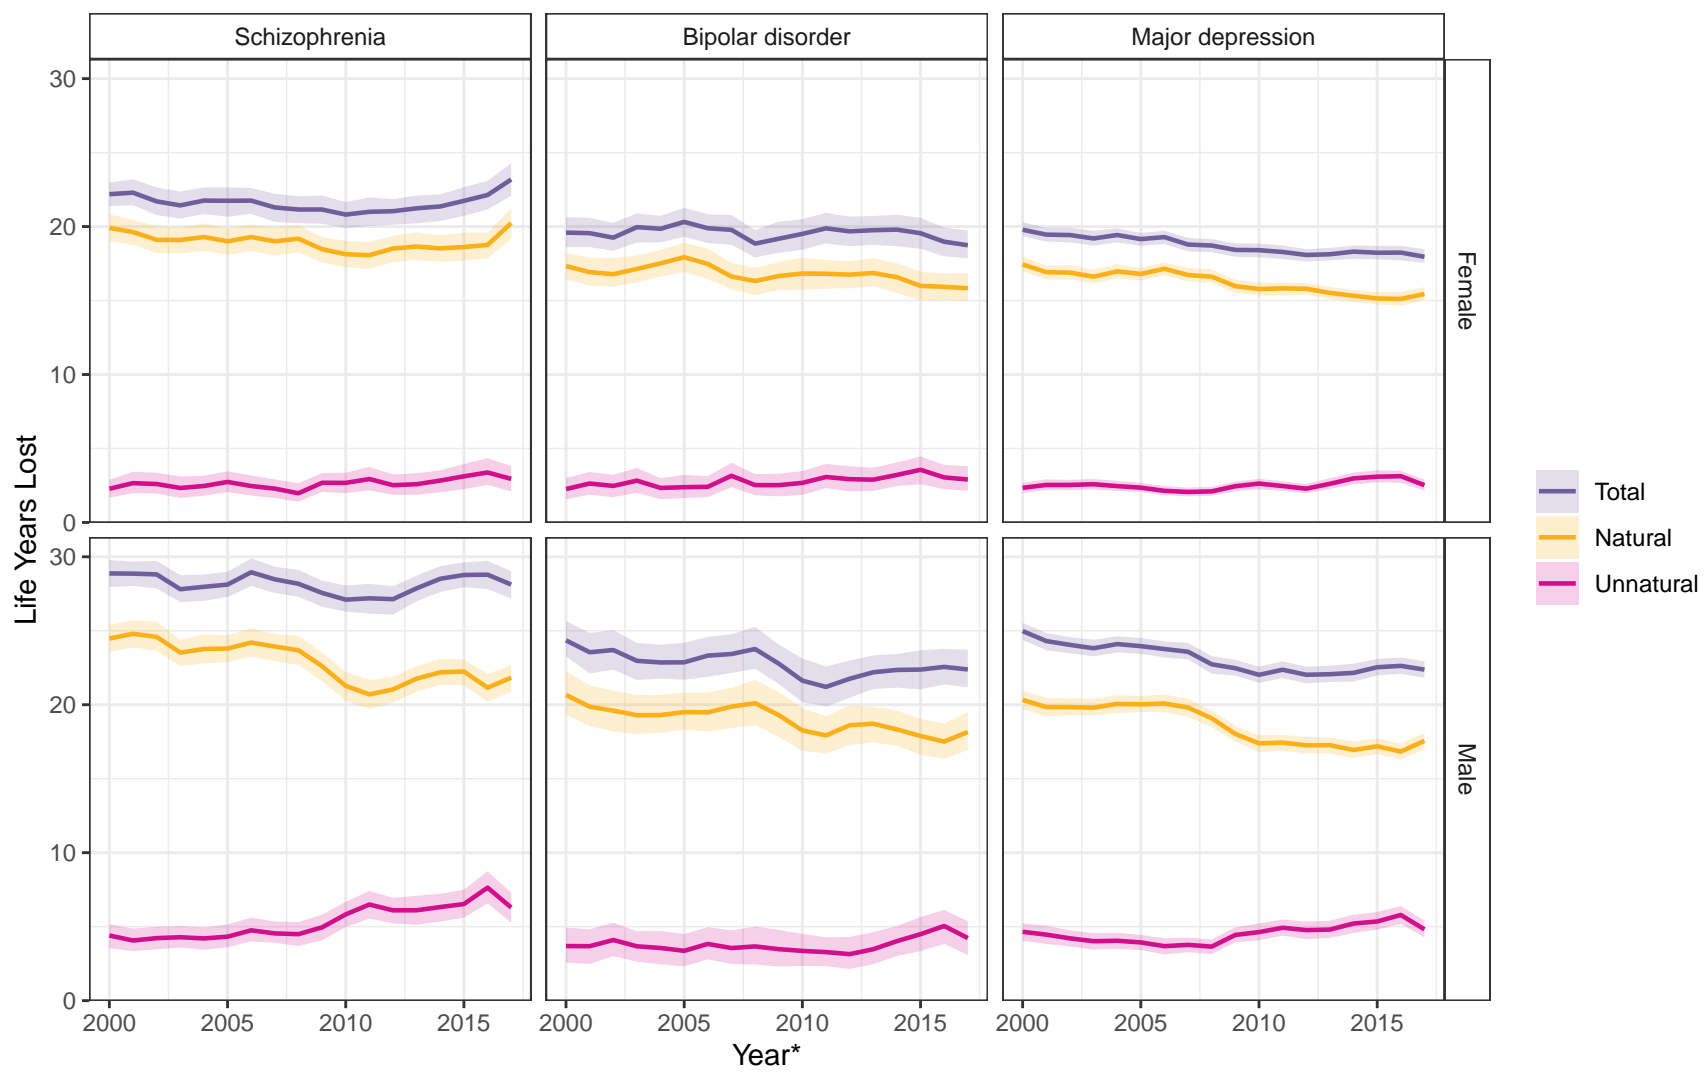 Schizophrenia
Bipolar disorder
Major depression
30
20
10
0
Female
30
20
10
0
Male
Life Years Lost
2000
2005
2010
2015
2000
2005
2010
2015
2000
2005
2010
2015
Year*
Total
Natural
Unnatural